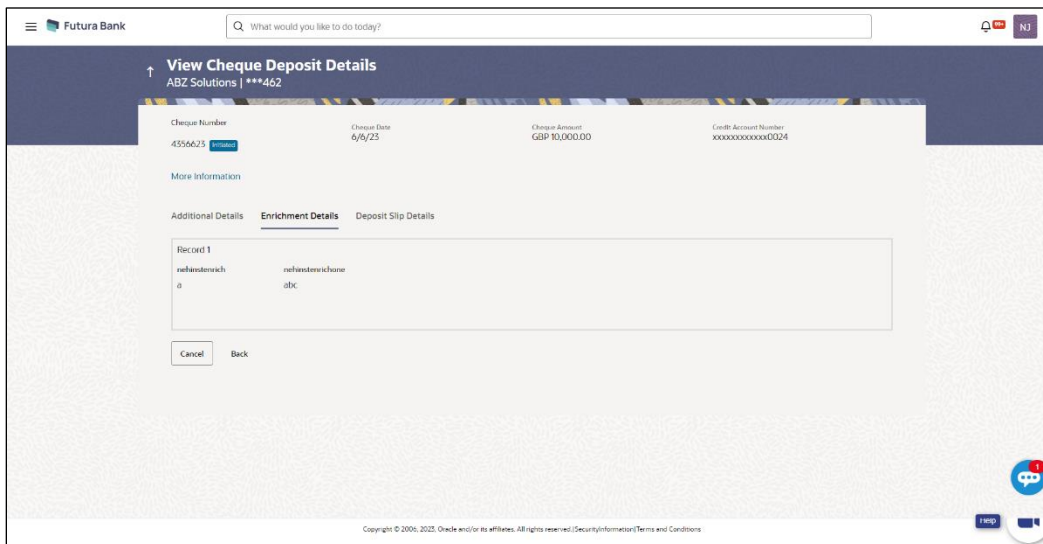 Futura Bank
What would you like to do today?
99+
NJ
View Cheque Deposit Details
ABZ Solutions | ***462
Cheque Number
Cheque Date
Cheque Amount
Credit Account Number
4356623 Initiated
6/6/23
GBP 10,000.00
xxxxxxxxxxxx0024
More Information
Additional Details Enrichment Details Deposit Slip Details
Record 1
nehinstenrich nehinstenrichone
a abc
Cancel Back
1
Help
Copyright © 2006, 2023, Oracle and/or its affiliates. All rights reserved.|SecurityInformation|Terms and Conditions